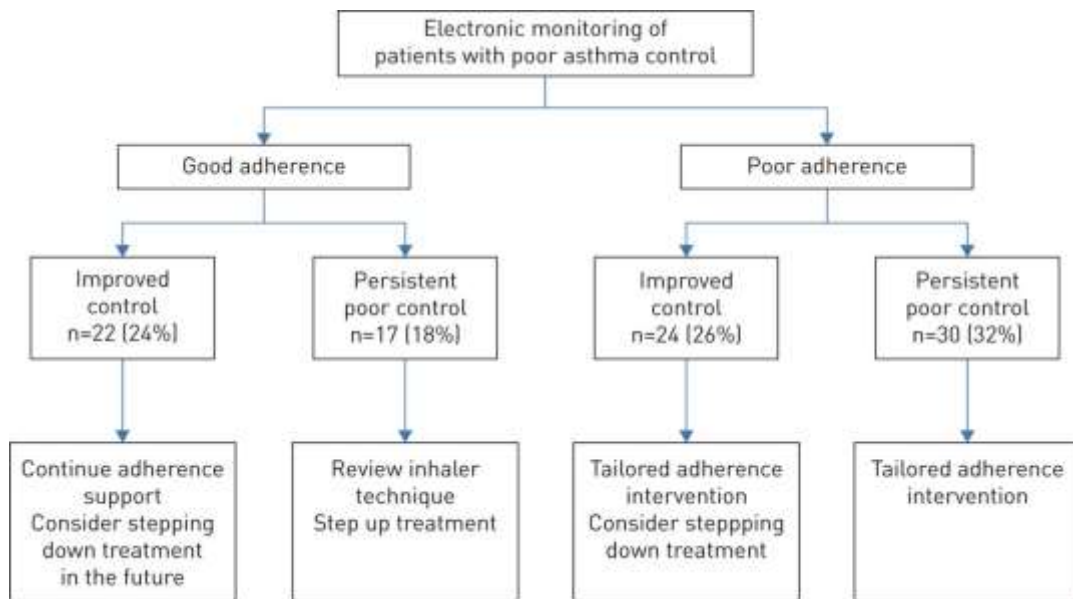 Electronic monitoring of
patients with poor asthma control
Good adherence
Poor adherence
Improved
control
n=22 (24%)
Persistent
poor control
n=17 (18%)
Improved
control
n=24 (26%)
Persistent
poor control
n=30 (32%)
Continue adherence
support
Consider stepping
down treatment
in the future
Review inhaler
technique
Step up treatment
Tailored adherence
intervention
Consider steppping
down treatment
Tailored adherence
intervention